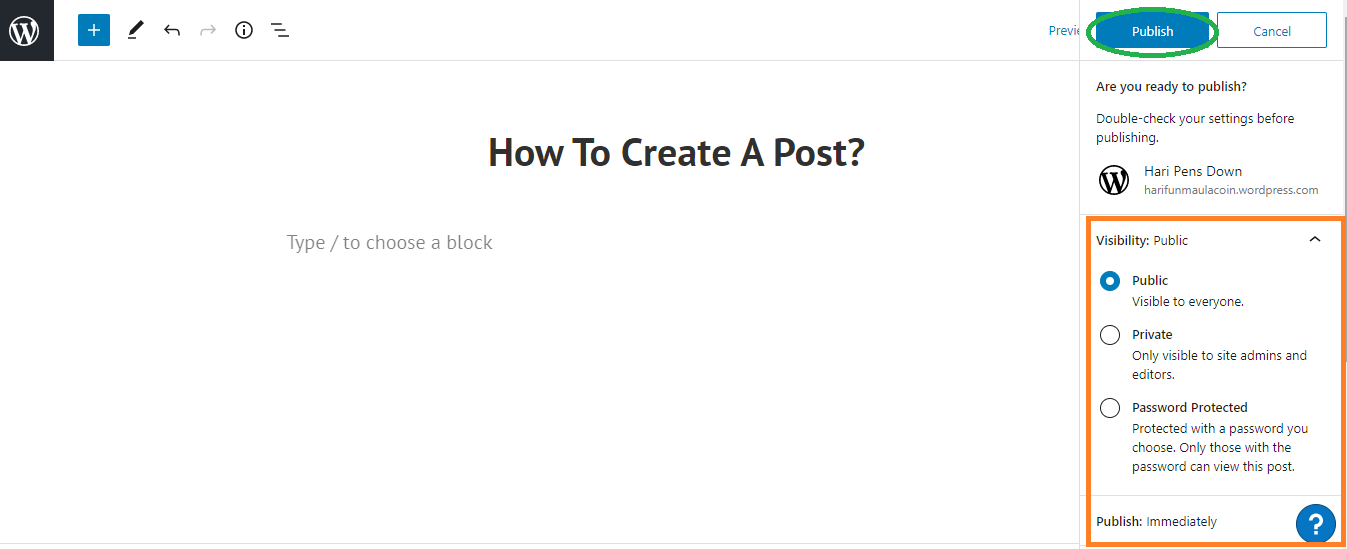 Previe
Publish
Cancel
Are you ready to publish?
Double-check your settings before
publishing.
Hari Pens Down
harifunmaulacoin.wordpress.com
How To Create A Post?
Type / to choose a block
Visibility: Public
Public
Visible to everyone.
Private
Only visible to site admins and
editors.
Password Protected
Protected with a password you
choose. Only those with the
password can view this post.
Publish: Immediately
?